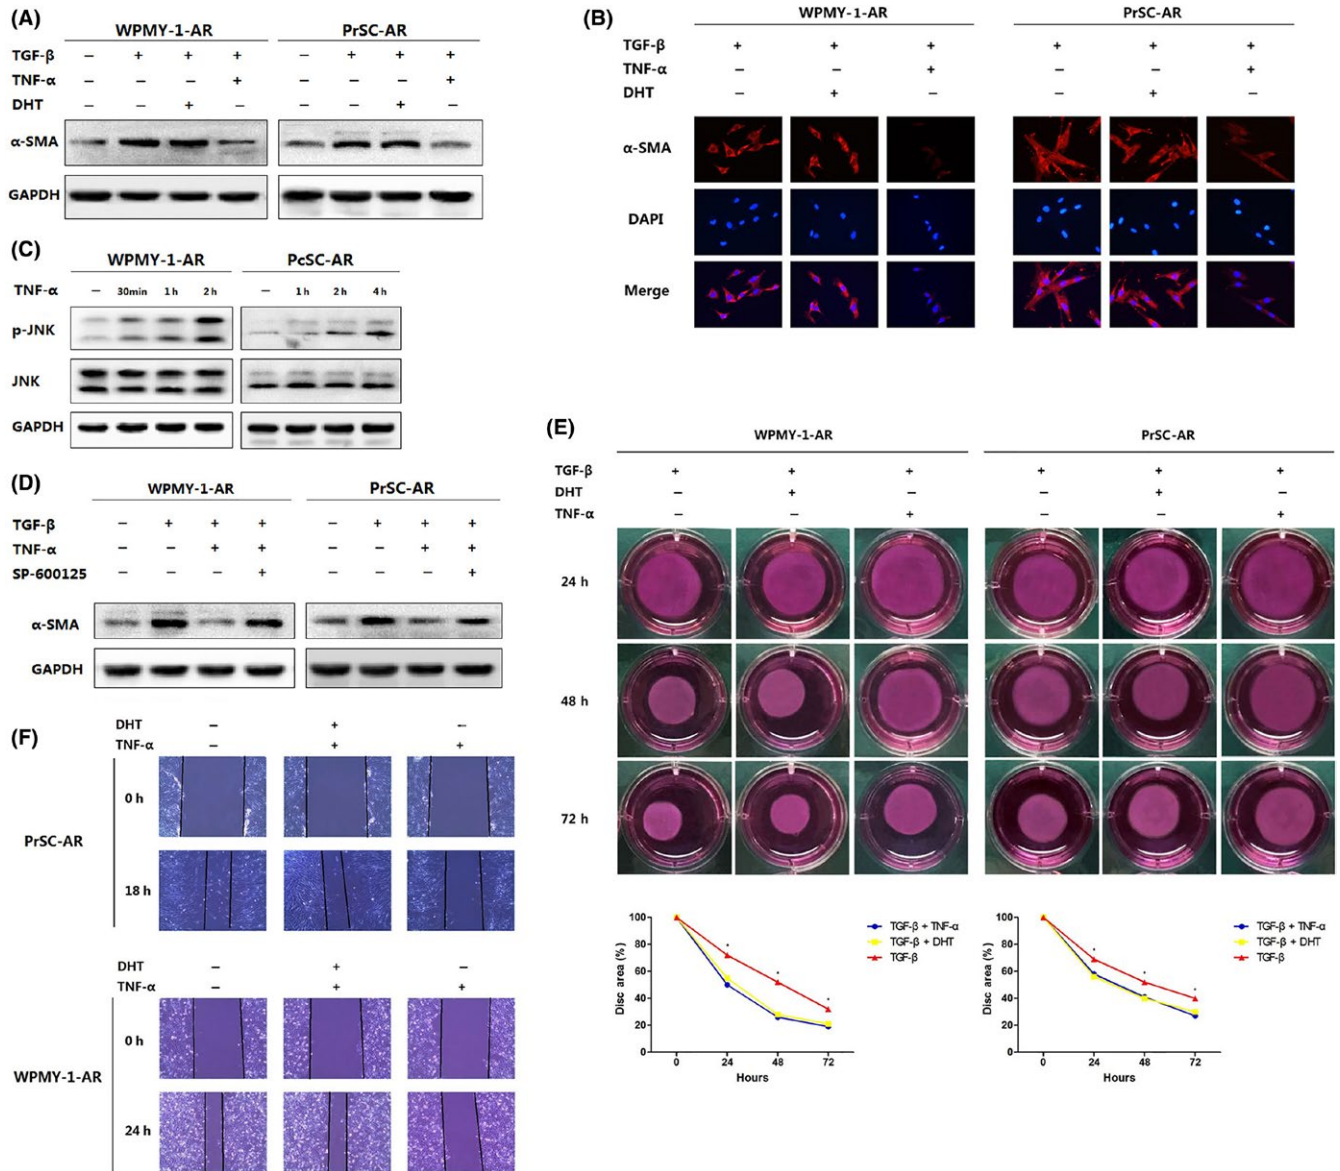 (A)
WPMY-1-AR PrSC-AR
TGF-β − + + + − + + +
TNF-α − − − + − − − +
DHT − − + − − − + −
α-SMA
GAPDH
(B)
WPMY-1-AR PrSC-AR
TGF-β + + + + + +
TNF-α − − + − − +
DHT − + − − + −
α-SMA
DAPI
Merge
(C)
WPMY-1-AR PcSC-AR
TNF-α − 30min 1 h 2 h − 1 h 2 h 4 h
p-JNK
JNK
GAPDH
(D)
WPMY-1-AR PrSC-AR
TGF-β − + + + − + + +
TNF-α − − + + − − + +
SP-600125 − − − + − − − +
α-SMA
GAPDH
(E)
WPMY-1-AR PrSC-AR
TGF-β + + + + + +
DHT − + − − + −
TNF-α − − + − − +
24 h
48 h
72 h
Disc area (%)
100
80
60
40
20
0
0 24 48 72
Hours
* * *
TGF-β + TNF-α
TGF-β + DHT
TGF-β
Disc area (%)
100
80
60
40
20
0
0 24 48 72
Hours
* * *
TGF-β + TNF-α
TGF-β + DHT
TGF-β
(F)
DHT − + −
TNF-α − + +
PrSC-AR
0 h
18 h
DHT − + −
TNF-α − + +
WPMY-1-AR
0 h
24 h